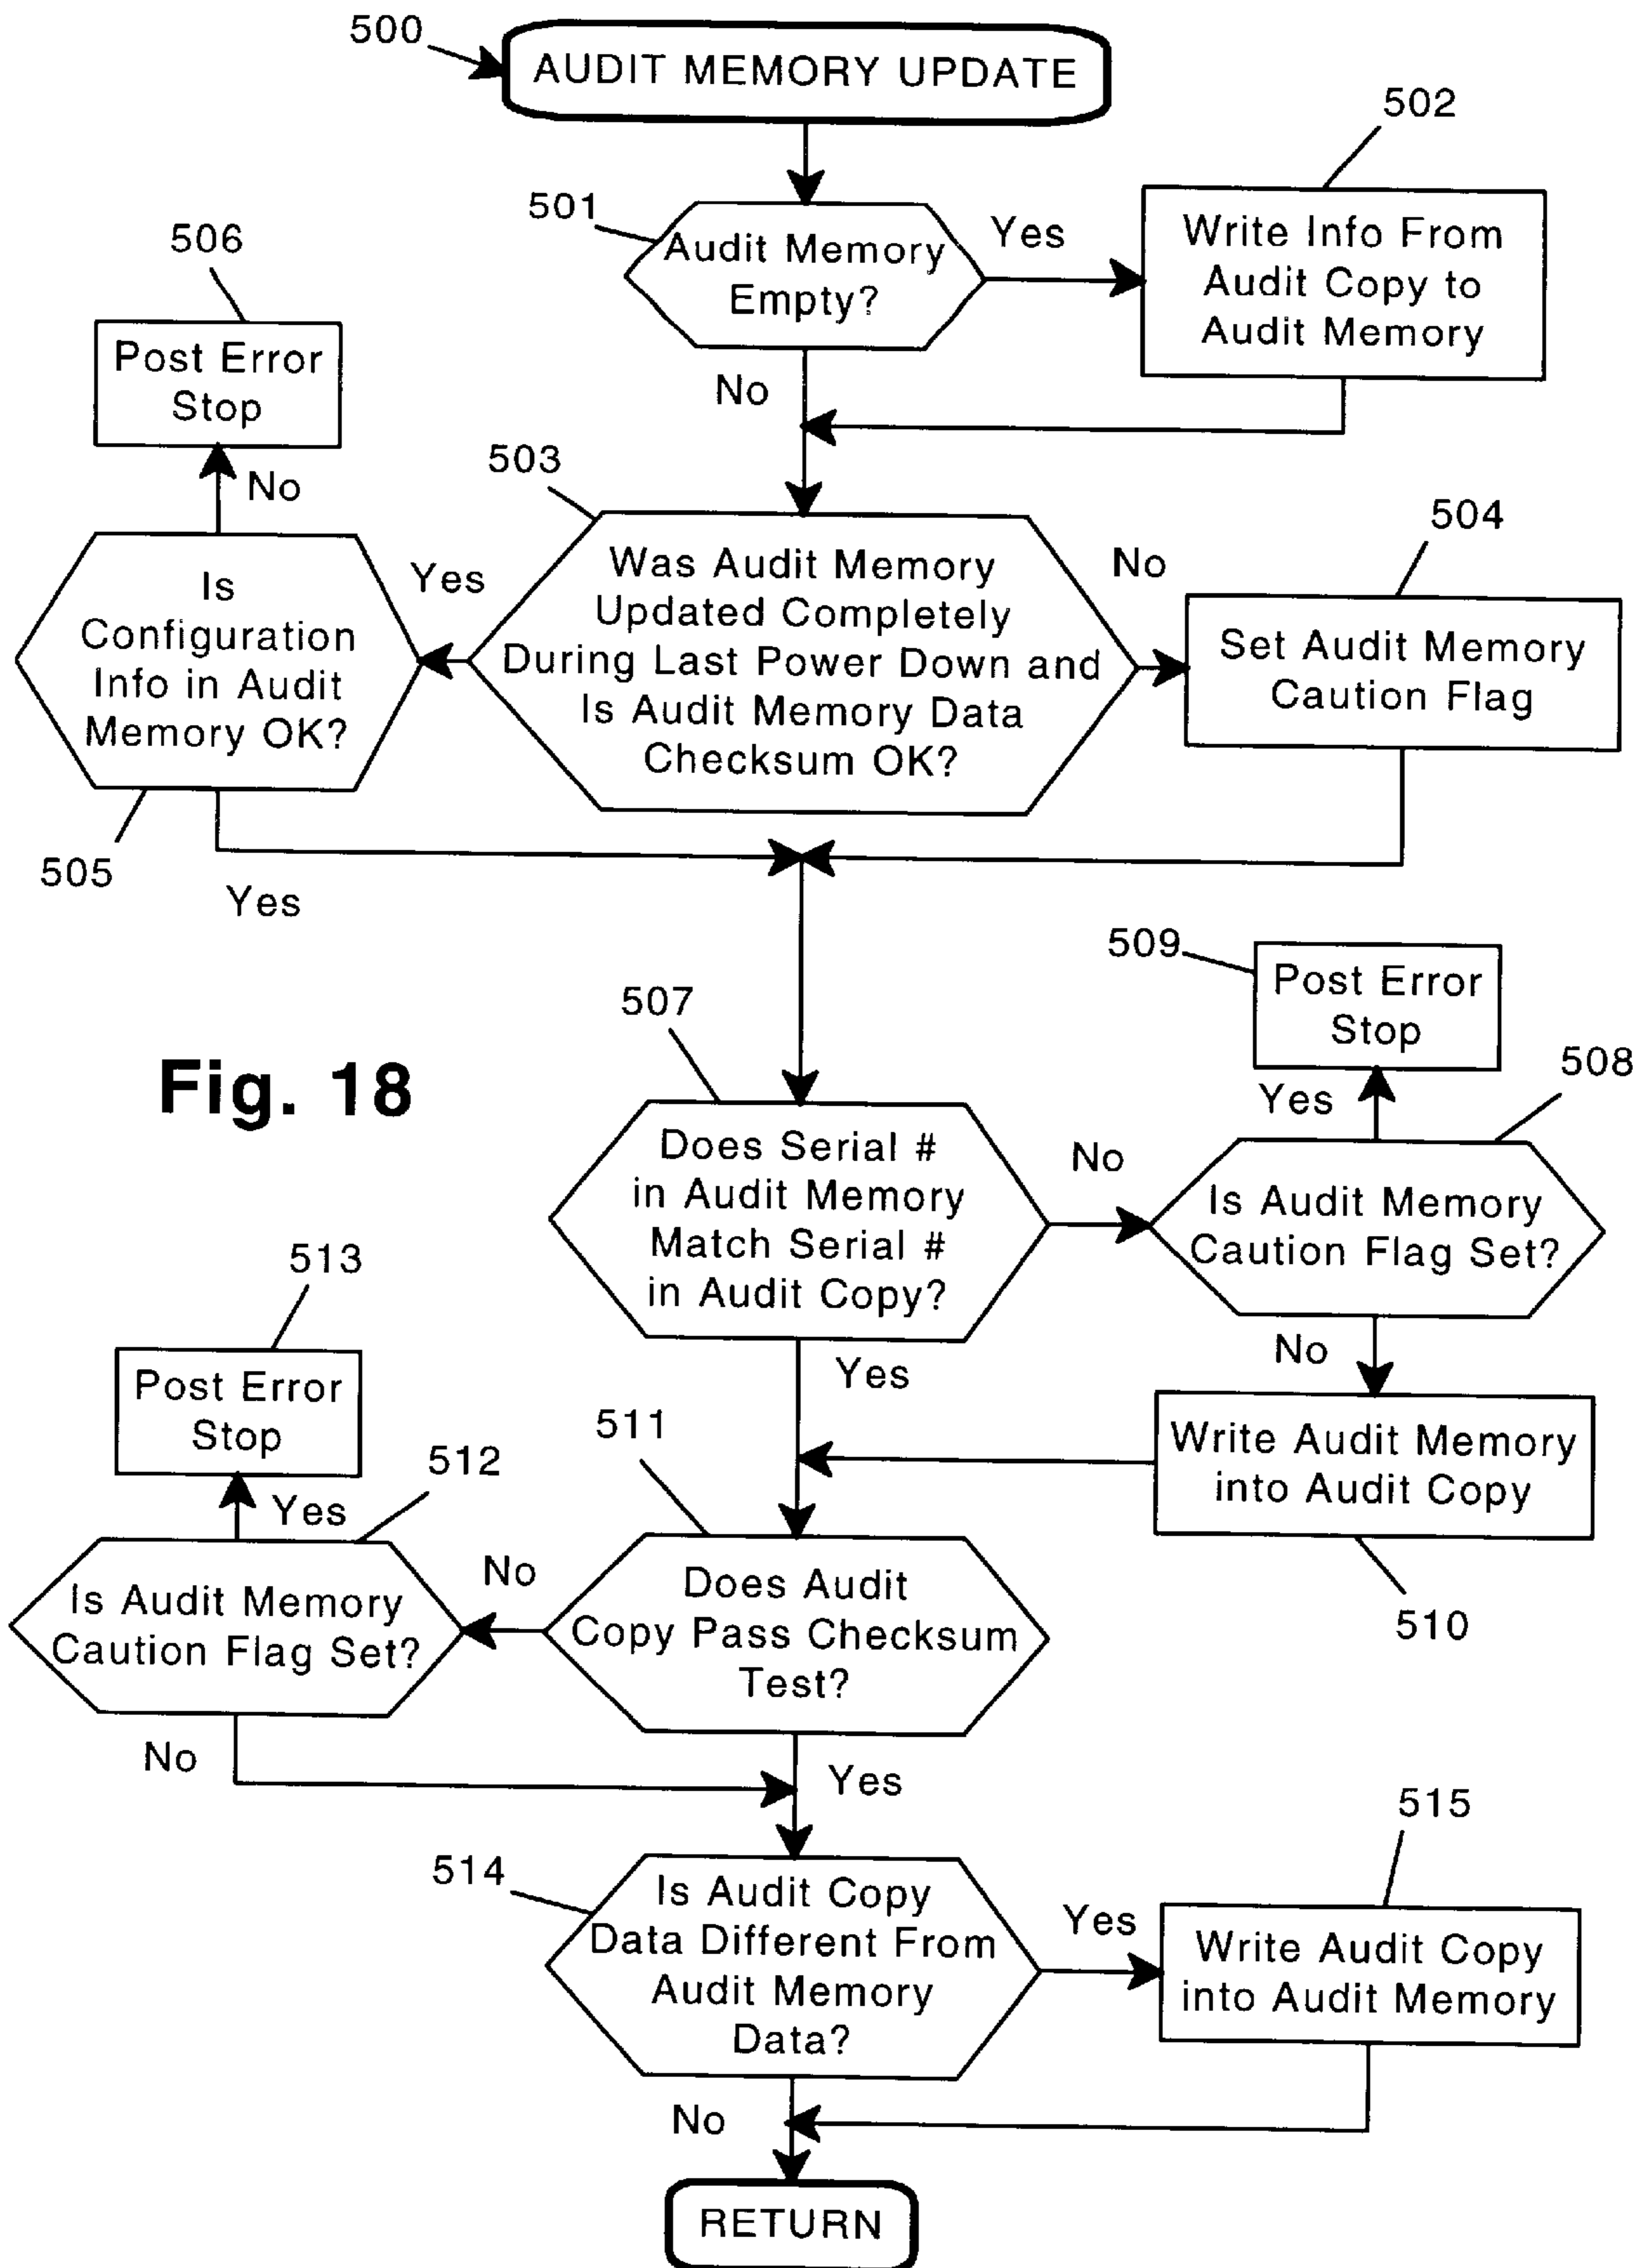 500
AUDIT MEMORY UPDATE
502
501
Audit Memory
Empty?
Yes
Write Info From
Audit Copy to
Audit Memory
506
Post Error
Stop
No
No
503
504
Is
Configuration
Info in Audit
Memory OK?
Yes
Was Audit Memory
Updated Completely
During Last Power Down and
Is Audit Memory Data
Checksum OK?
No
Set Audit Memory
Caution Flag
505
Yes
509
Post Error
Stop
507
508
Fig. 18
Yes
Does Serial #
in Audit Memory
Match Serial #
in Audit Copy?
No
Is Audit Memory
Caution Flag Set?
513
Post Error
Stop
Yes
No
511
512
Write Audit Memory
into Audit Copy
Yes
510
Is Audit Memory
Caution Flag Set?
No
Does Audit
Copy Pass Checksum
Test?
No
Yes
515
514
Is Audit Copy
Data Different From
Audit Memory
Data?
Yes
Write Audit Copy
into Audit Memory
No
RETURN